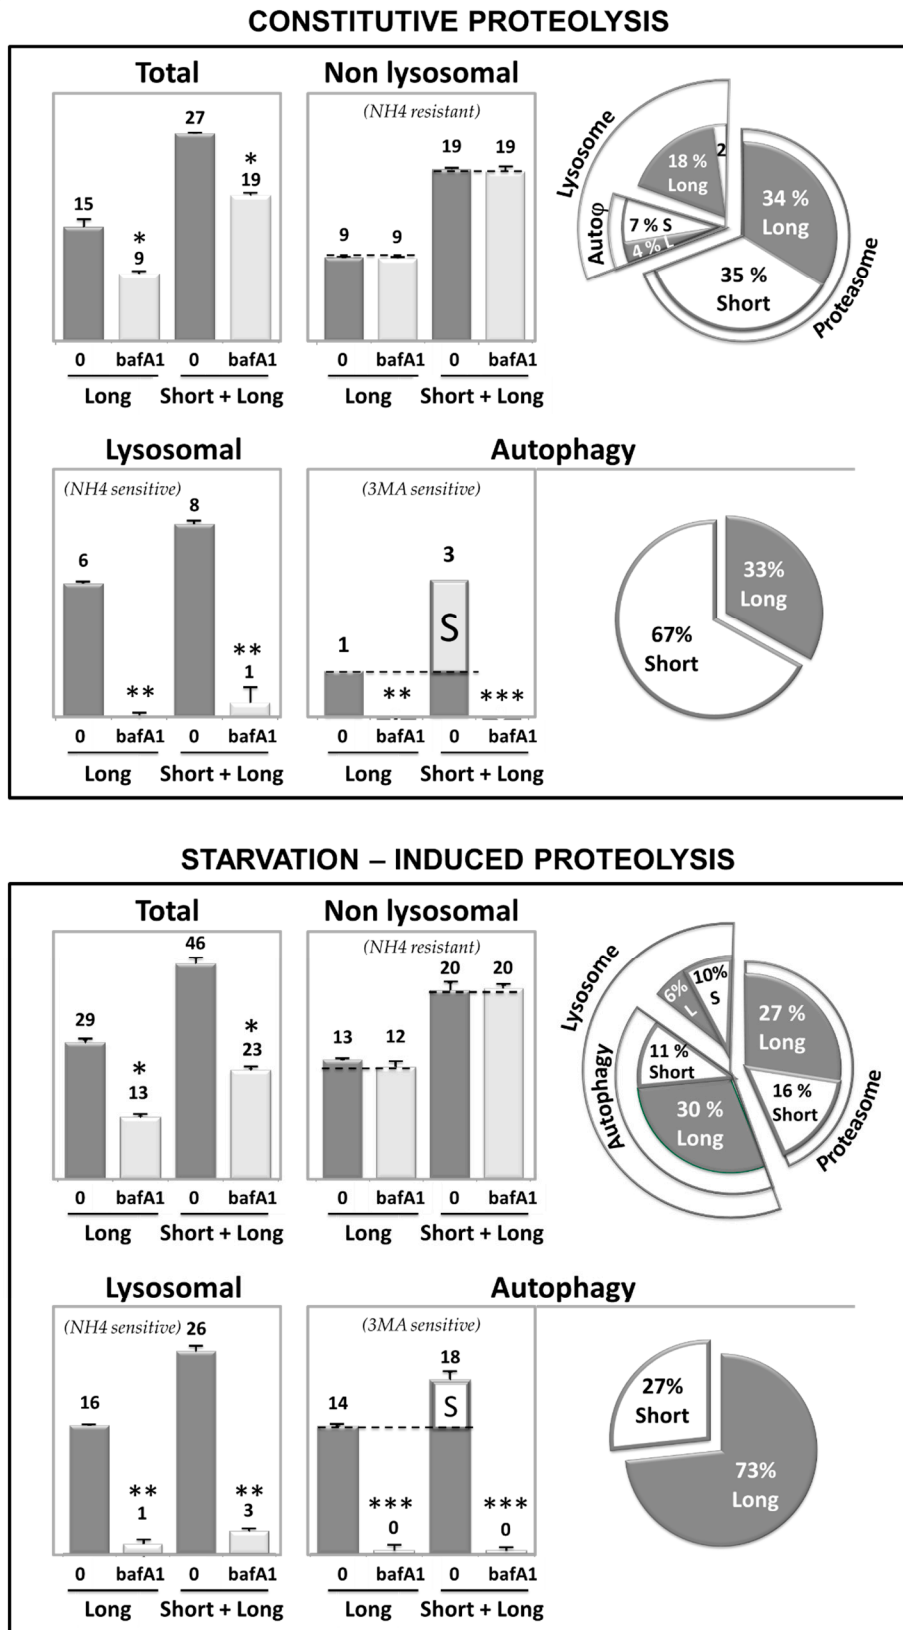 CONSTITUTIVE PROTEOLYSIS
Total
27
15
*
19
*
9
0 bafA1 0 bafA1
Long Short + Long
Non lysosomal
(NH4 resistant)
19 19
9 9
0 bafA1 0 bafA1
Long Short + Long
Lysosome
Autoφ
Proteasome
18 %
Long
2
34 %
Long
7 % S
4 % L
35 %
Short
Lysosomal
(NH4 sensitive)
8
6
**
**
1
0 bafA1 0 bafA1
Long Short + Long
Autophagy
(3MA sensitive)
3
1
S
** ***
0 bafA1 0 bafA1
Long Short + Long
33%
Long
67%
Short
STARVATION – INDUCED PROTEOLYSIS
Total
46
29
*
13
*
23
0 bafA1 0 bafA1
Long Short + Long
Non lysosomal
(NH4 resistant)
20 20
13 12
0 bafA1 0 bafA1
Long Short + Long
Lysosome
Autophagy
Proteasome
6%
L
10%
S
27 %
Long
11 %
Short
16 %
Short
30 %
Long
Lysosomal
(NH4 sensitive)
26
16
**
1
**
3
0 bafA1 0 bafA1
Long Short + Long
Autophagy
(3MA sensitive)
18
14
S
*** ***
0 0
0 bafA1 0 bafA1
Long Short + Long
27%
Short
73%
Long